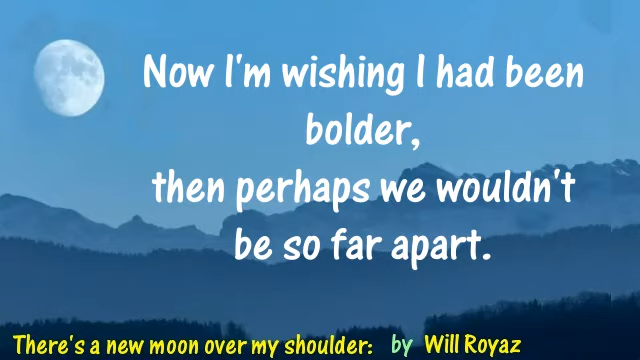 Now I'm wishing I had been
bolder,
then perhaps we wouldn't
be so far apart.
There's a new moon over my shoulder: by Will Royaz